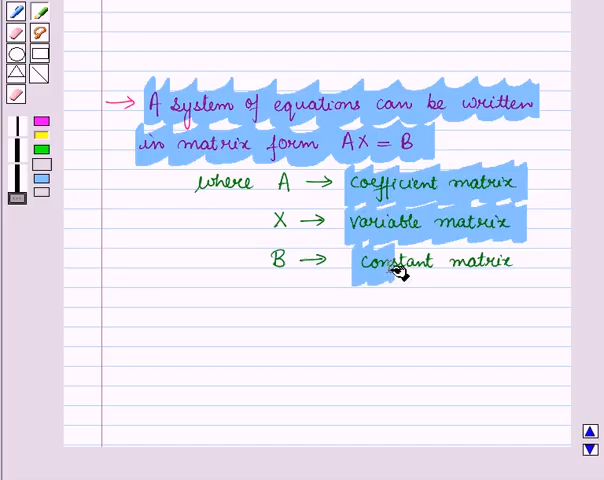 → A system of equations can be written
in matrix form AX = B
where A → coefficient matrix
X → variable matrix
B → constant matrix